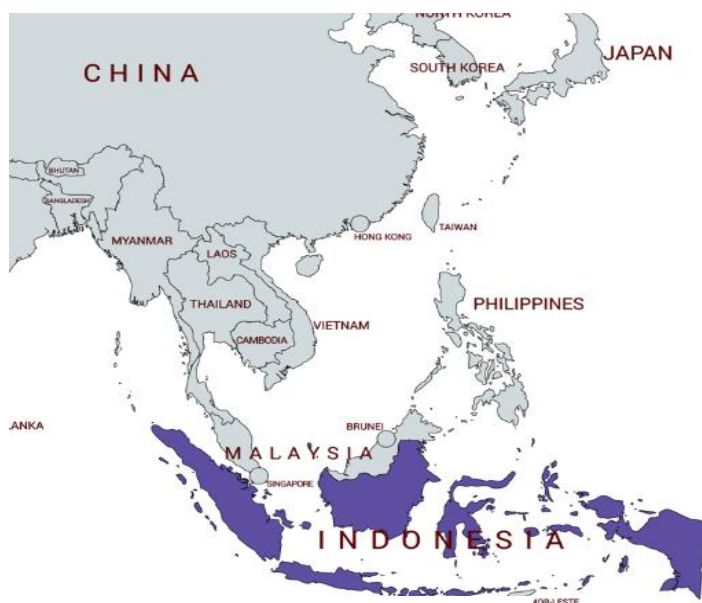 NORTH KOREA
JAPAN
SOUTH KOREA
CHINA
BHUTAN
BANGLADESH
TAIWAN
HONG KONG
MYANMAR
LAOS
THAILAND
PHILIPPINES
VIETNAM
CAMBODIA
LANKA
BRUNEI
MALAYSIA
SINGAPORE
INDONESIA